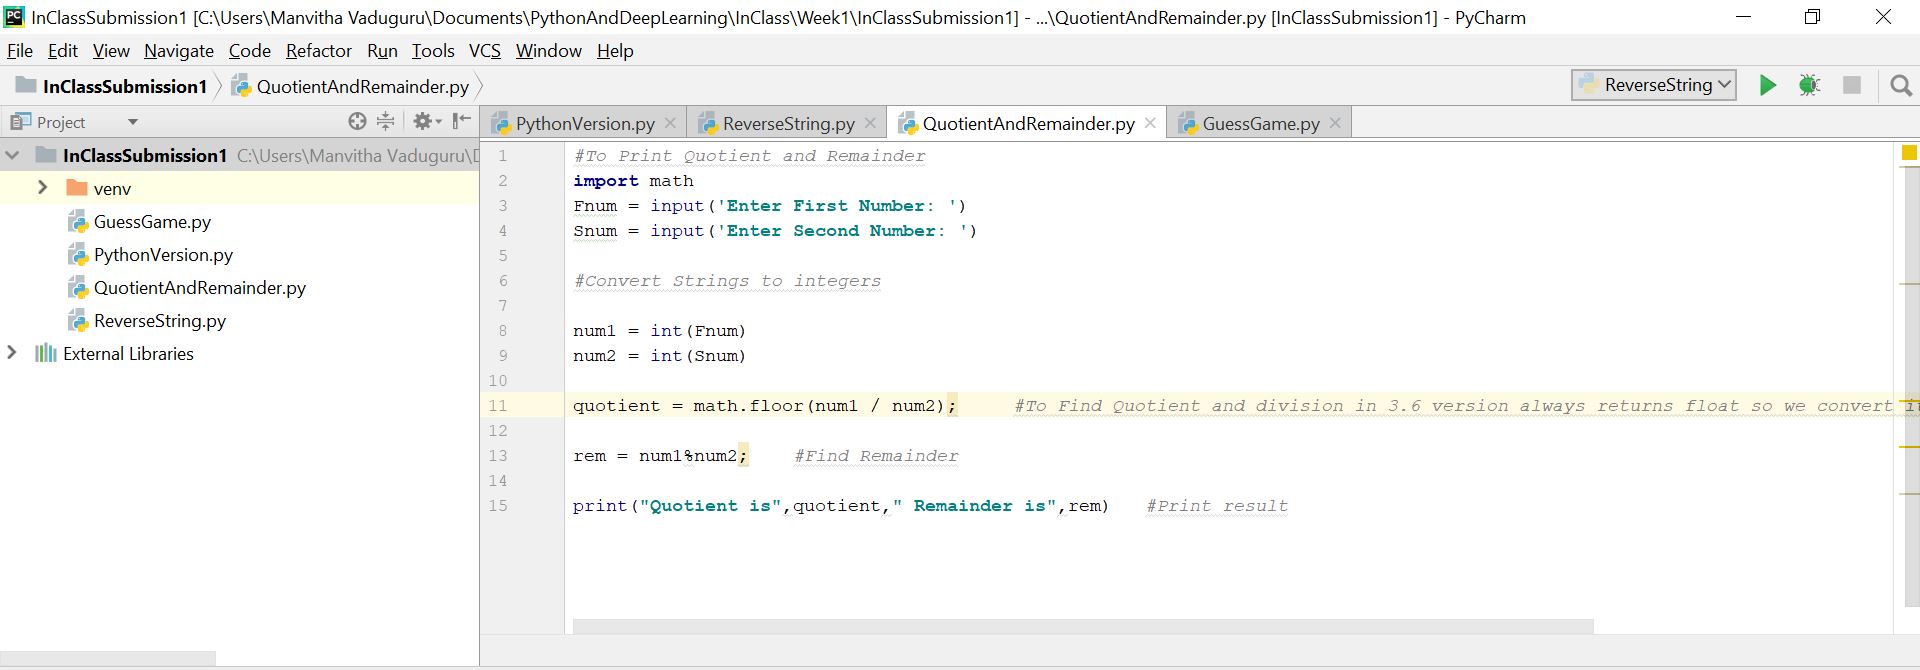 InClassSubmission1 [C:\Users\Manvitha Vaduguru\Documents\PythonAndDeepLearning\InClass\Week1\InClassSubmission1] - ...\QuotientAndRemainder.py [InClassSubmission1] - PyCharm
File Edit View Navigate Code Refactor Run Tools VCS Window Help
InClassSubmission1 QuotientAndRemainder.py ReverseString
Project
PythonVersion.py ReverseString.py QuotientAndRemainder.py GuessGame.py
InClassSubmission1 C:\Users\Manvitha Vaduguru\
venv
GuessGame.py
PythonVersion.py
QuotientAndRemainder.py
ReverseString.py
External Libraries
1 #To Print Quotient and Remainder
2 import math
3 Fnum = input('Enter First Number: ')
4 Snum = input('Enter Second Number: ')
5
6 #Convert Strings to integers
7
8 num1 = int(Fnum)
9 num2 = int(Snum)
10
11 quotient = math.floor(num1 / num2); #To Find Quotient and division in 3.6 version always returns float so we convert
12
13 rem = num1%num2; #Find Remainder
14
15 print("Quotient is",quotient," Remainder is",rem) #Print result